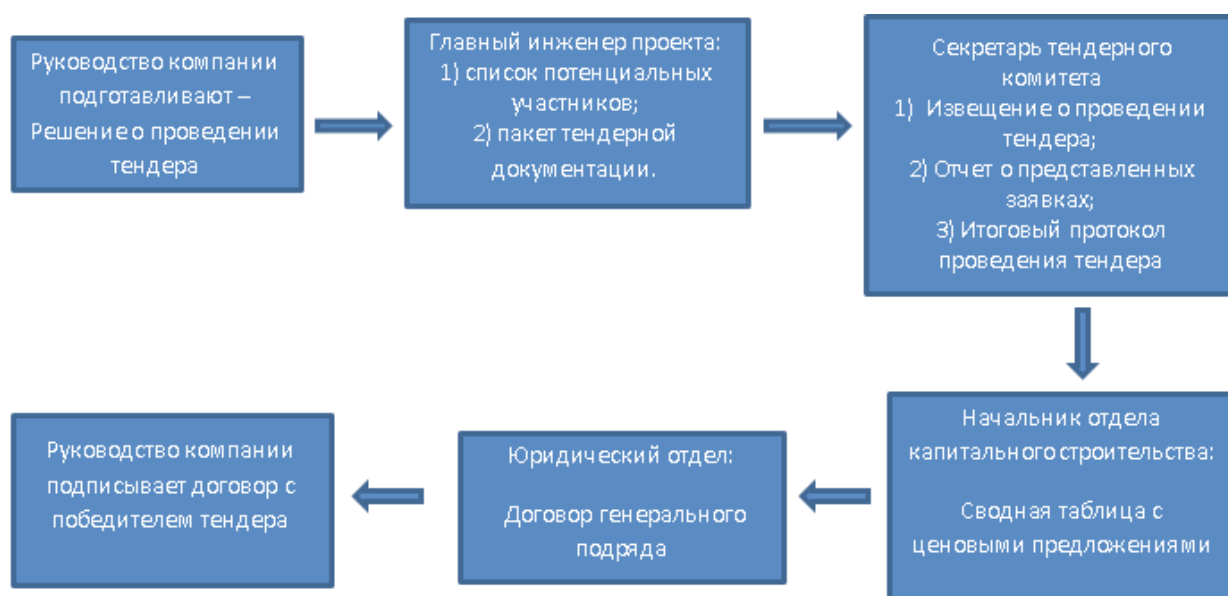 Руководство компании
подготавливают –
Решение о проведении
тендера
Главный инженер проекта:
1) список потенциальных
участников;
2) пакет тендерной
документации.
Секретарь тендерного
комитета
1) Извещение о проведении
тендера;
2) Отчет о представленных
заявках;
3) Итоговый протокол
проведения тендера
Начальник отдела
капитального строительства:
Сводная таблица с
ценовыми предложениями
Юридический отдел:
Договор генерального
подряда
Руководство компании
подписывает договор с
победителем тендера